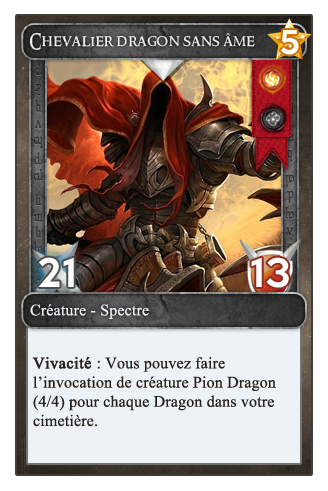 Chevalier dragon sans âme
5
21
13
Créature - Spectre
Vivacité : Vous pouvez faire
l’invocation de créature Pion Dragon
(4/4) pour chaque Dragon dans votre
cimetière.